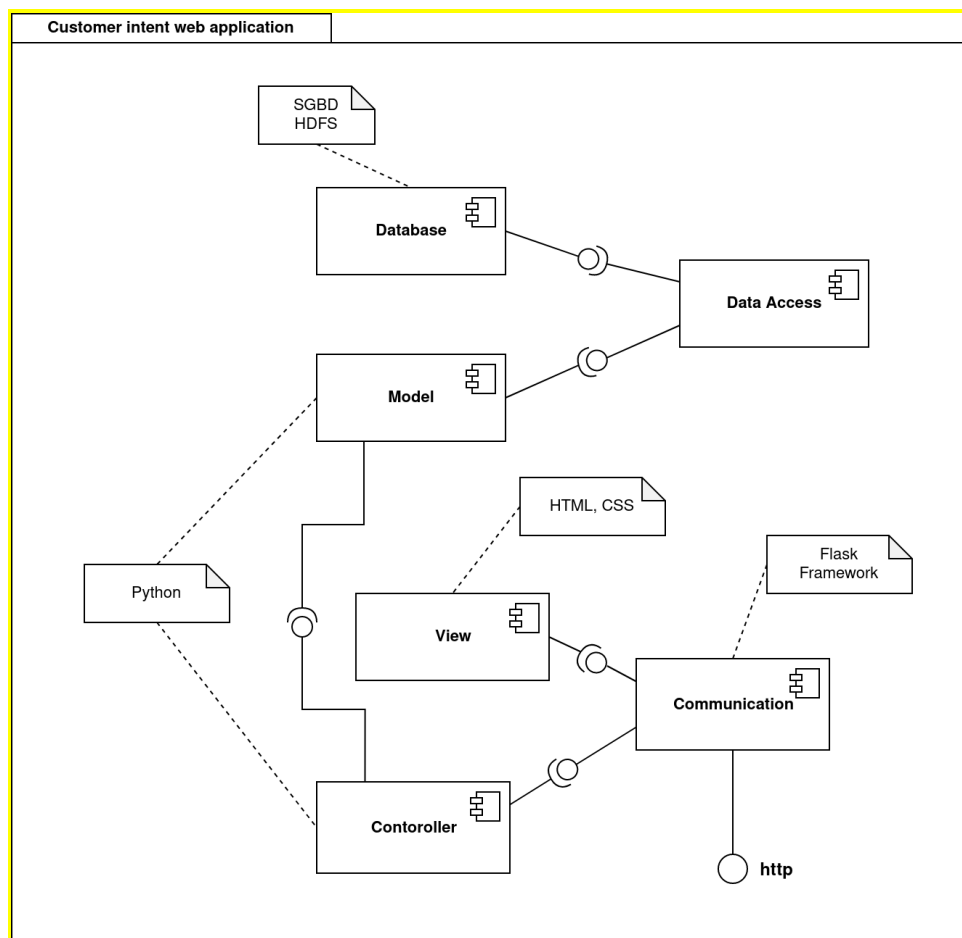 Customer intent web application
SGBD
HDFS
Database
Data Access
Model
HTML, CSS
Flask
Framework
Python
View
Communication
Contoroller
http